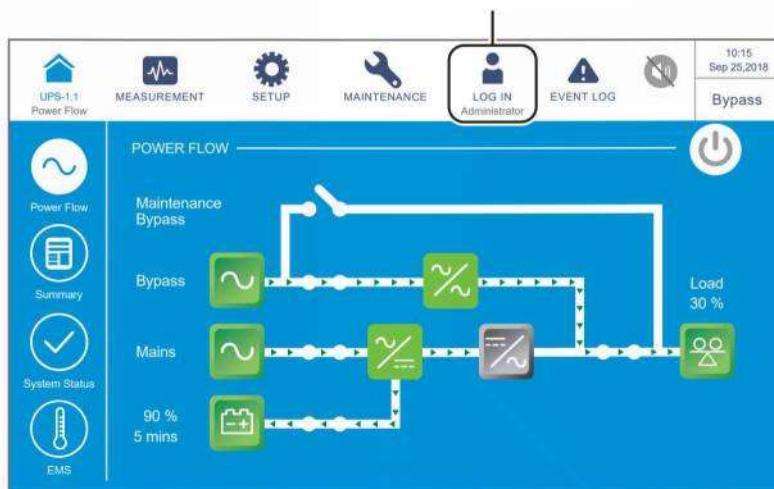 UPS-1.1
Power Flow
MEASUREMENT
SETUP
MAINTENANCE
LOG IN
Administrator
EVENT LOG
10:15
Sep 25,2018
Bypass
POWER FLOW
Power Flow
Summary
System Status
EMS
Maintenance
Bypass
Bypass
Load
30 %
Mains
90 %
5 mins